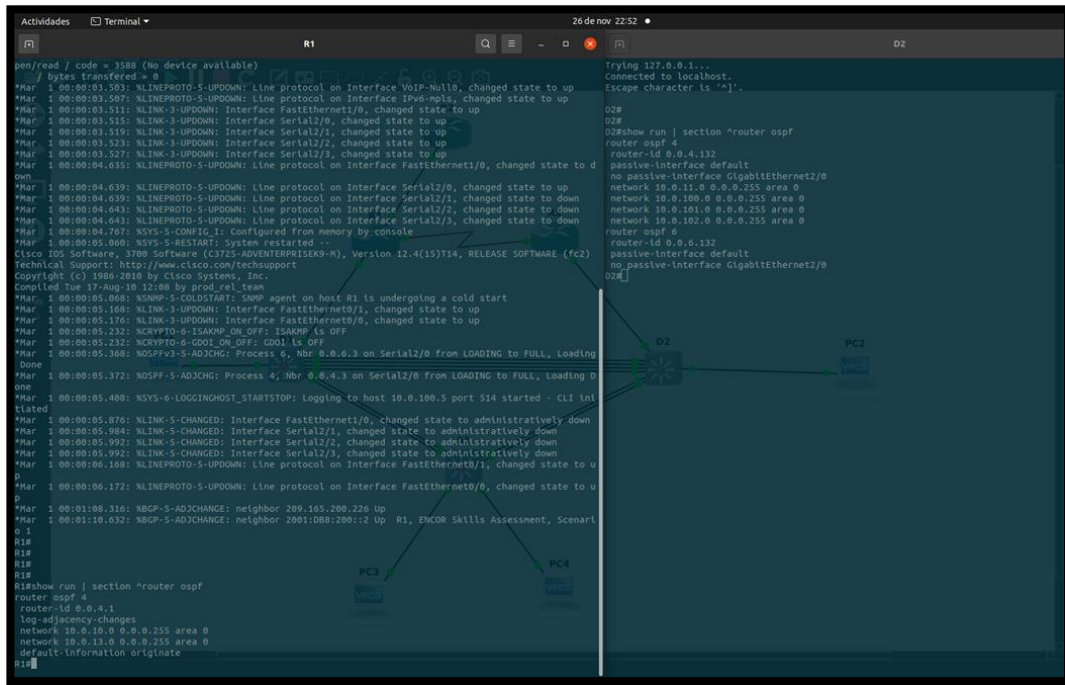 Actividades
Terminal
26 de nov 22:52
R1
D2
pen/read / code = 3588 (No device available)
/ bytes transfered = 0
*Mar 1 00:00:03.503: %LINEPROTO-5-UPDOWN: Line protocol on Interface VoIP-Null0, changed state to up
*Mar 1 00:00:03.507: %LINEPROTO-5-UPDOWN: Line protocol on Interface IPv6-mpls, changed state to up
*Mar 1 00:00:03.511: %LINK-3-UPDOWN: Interface FastEthernet1/0, changed state to up
*Mar 1 00:00:03.515: %LINK-3-UPDOWN: Interface Serial2/0, changed state to up
*Mar 1 00:00:03.519: %LINK-3-UPDOWN: Interface Serial2/1, changed state to up
*Mar 1 00:00:03.523: %LINK-3-UPDOWN: Interface Serial2/2, changed state to up
*Mar 1 00:00:03.527: %LINK-3-UPDOWN: Interface Serial2/3, changed state to up
*Mar 1 00:00:04.635: %LINEPROTO-5-UPDOWN: Line protocol on Interface FastEthernet1/0, changed state to d
own
*Mar 1 00:00:04.639: %LINEPROTO-5-UPDOWN: Line protocol on Interface Serial2/0, changed state to up
*Mar 1 00:00:04.639: %LINEPROTO-5-UPDOWN: Line protocol on Interface Serial2/1, changed state to down
*Mar 1 00:00:04.643: %LINEPROTO-5-UPDOWN: Line protocol on Interface Serial2/2, changed state to down
*Mar 1 00:00:04.643: %LINEPROTO-5-UPDOWN: Line protocol on Interface Serial2/3, changed state to down
*Mar 1 00:00:04.767: %SYS-5-CONFIG_I: Configured from memory by console
*Mar 1 00:00:05.060: %SYS-5-RESTART: System restarted --
Cisco IOS Software, 3700 Software (C3725-ADVENTERPRISEK9-M), Version 12.4(15)T14, RELEASE SOFTWARE (fc2)
Technical Support: http://www.cisco.com/techsupport
Copyright (c) 1986-2010 by Cisco Systems, Inc.
Compiled Tue 17-Aug-10 12:08 by prod_rel_team
*Mar 1 00:00:05.068: %SNMP-5-COLDSTART: SNMP agent on host R1 is undergoing a cold start
*Mar 1 00:00:05.168: %LINK-3-UPDOWN: Interface FastEthernet0/1, changed state to up
*Mar 1 00:00:05.176: %LINK-3-UPDOWN: Interface FastEthernet0/0, changed state to up
*Mar 1 00:00:05.232: %CRYPTO-6-ISAKMP_ON_OFF: ISAKMP is OFF
*Mar 1 00:00:05.232: %CRYPTO-6-GDOI_ON_OFF: GDOI is OFF
*Mar 1 00:00:05.368: %OSPFv3-5-ADJCHG: Process 6, Nbr 0.0.6.3 on Serial2/0 from LOADING to FULL, Loading
Done
*Mar 1 00:00:05.372: %OSPF-5-ADJCHG: Process 4, Nbr 0.0.4.3 on Serial2/0 from LOADING to FULL, Loading D
one
*Mar 1 00:00:05.408: %SYS-6-LOGGINGHOST_STARTSTOP: Logging to host 10.0.100.5 port 514 started - CLI ini
tiated
*Mar 1 00:00:05.876: %LINK-5-CHANGED: Interface FastEthernet1/0, changed state to administratively down
*Mar 1 00:00:05.984: %LINK-5-CHANGED: Interface Serial2/1, changed state to administratively down
*Mar 1 00:00:05.992: %LINK-5-CHANGED: Interface Serial2/2, changed state to administratively down
*Mar 1 00:00:05.992: %LINK-5-CHANGED: Interface Serial2/3, changed state to administratively down
*Mar 1 00:00:06.168: %LINEPROTO-5-UPDOWN: Line protocol on Interface FastEthernet0/1, changed state to u
p
*Mar 1 00:00:06.172: %LINEPROTO-5-UPDOWN: Line protocol on Interface FastEthernet0/0, changed state to u
p
*Mar 1 00:01:08.316: %BGP-5-ADJCHANGE: neighbor 209.165.200.226 Up
*Mar 1 00:01:10.632: %BGP-5-ADJCHANGE: neighbor 2001:DB8:200::2 Up R1, ENCOR Skills Assessment, Scenari
o 1
R1#
R1#
R1#
R1#
R1#show run | section ^router ospf
router ospf 4
router-id 0.0.4.1
log-adjacency-changes
network 10.0.10.0 0.0.0.255 area 0
network 10.0.13.0 0.0.0.255 area 0
default-information originate
R1#
Trying 127.0.0.1...
Connected to localhost.
Escape character is '^]'.
D2#
D2#
D2#show run | section ^router ospf
router ospf 4
router-id 0.0.4.132
passive-interface default
no passive-interface GigabitEthernet2/0
network 10.0.11.0 0.0.0.255 area 0
network 10.0.100.0 0.0.0.255 area 0
network 10.0.101.0 0.0.0.255 area 0
network 10.0.102.0 0.0.0.255 area 0
router ospf 6
router-id 0.0.6.132
passive-interface default
no passive-interface GigabitEthernet2/0
D2#
D2
PC2
VPCS
PC3
VPCS
PC4
VPCS